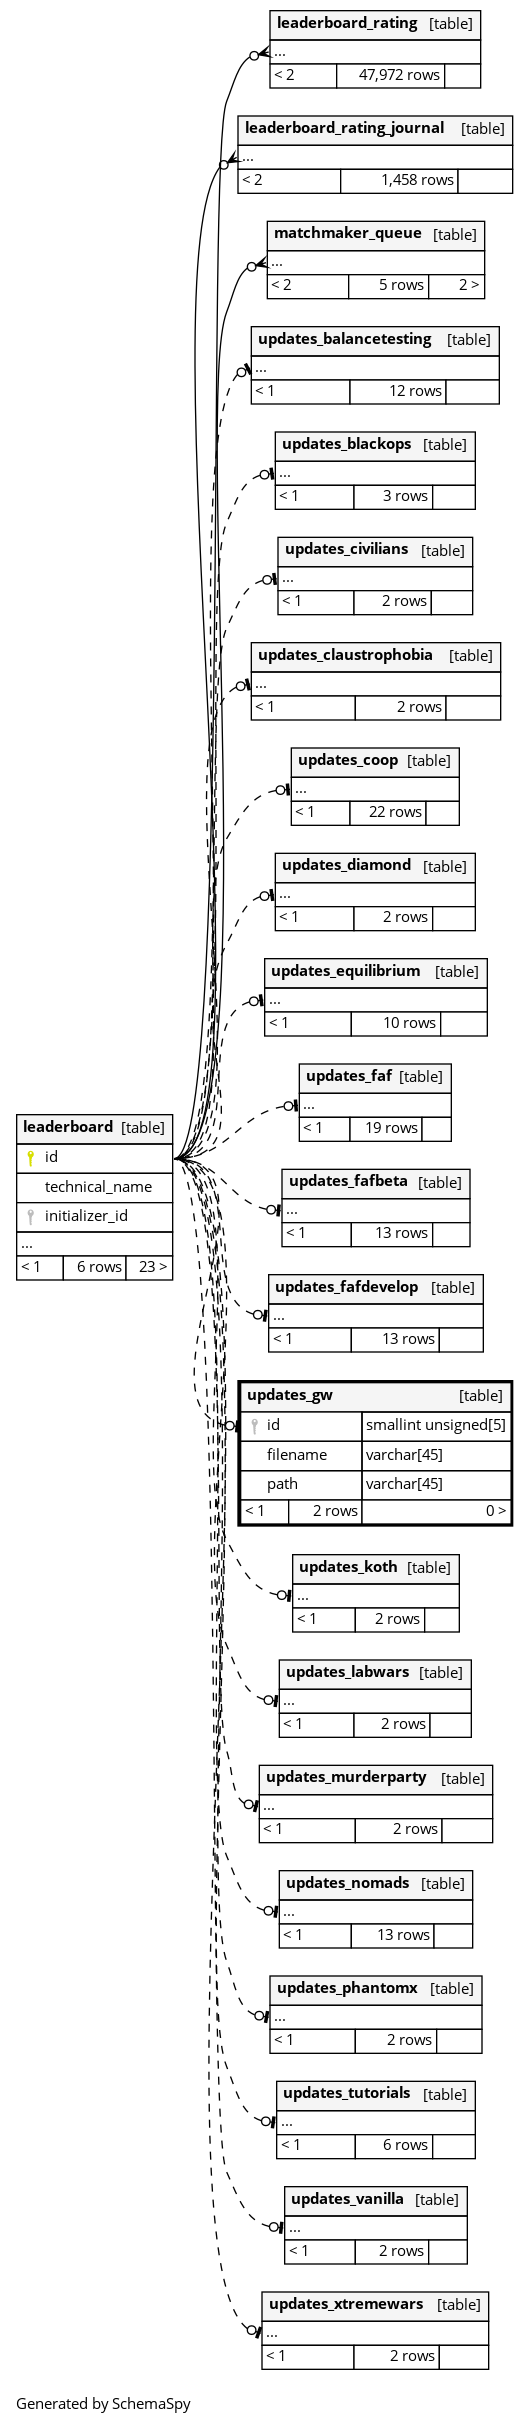 leaderboard_rating [table]
...
< 2 47,972 rows
leaderboard_rating_journal [table]
...
< 2 1,458 rows
matchmaker_queue [table]
...
< 2 5 rows 2 >
updates_balancetesting [table]
...
< 1 12 rows
updates_blackops [table]
...
< 1 3 rows
updates_civilians [table]
...
< 1 2 rows
updates_claustrophobia [table]
...
< 1 2 rows
updates_coop [table]
...
< 1 22 rows
updates_diamond [table]
...
< 1 2 rows
updates_equilibrium [table]
...
< 1 10 rows
updates_faf [table]
...
< 1 19 rows
leaderboard [table]
id
technical_name
initializer_id
...
< 1 6 rows 23 >
updates_fafbeta [table]
...
< 1 13 rows
updates_fafdevelop [table]
...
< 1 13 rows
updates_gw [table]
id smallint unsigned[5]
filename varchar[45]
path varchar[45]
< 1 2 rows 0 >
updates_koth [table]
...
< 1 2 rows
updates_labwars [table]
...
< 1 2 rows
updates_murderparty [table]
...
< 1 2 rows
updates_nomads [table]
...
< 1 13 rows
updates_phantomx [table]
...
< 1 2 rows
updates_tutorials [table]
...
< 1 6 rows
updates_vanilla [table]
...
< 1 2 rows
updates_xtremewars [table]
...
< 1 2 rows
Generated by SchemaSpy